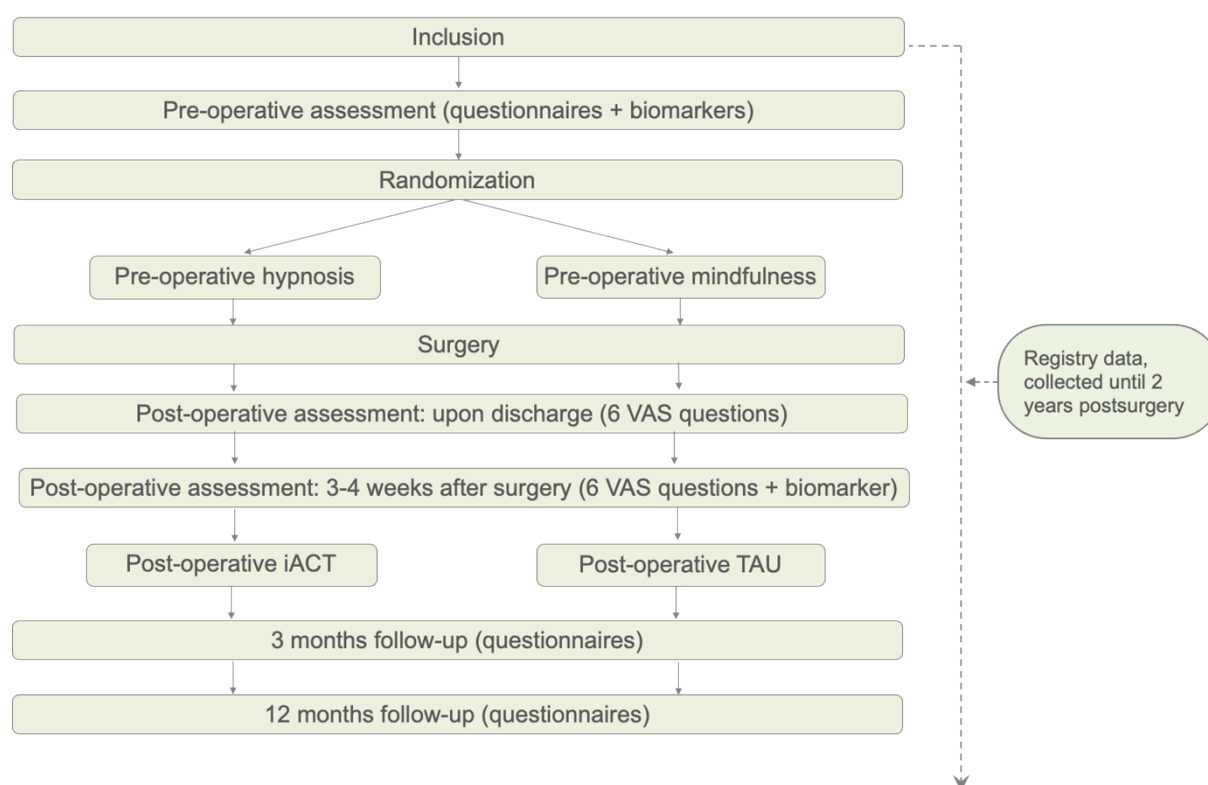 Inclusion
Pre-operative assessment (questionnaires + biomarkers)
Randomization
Pre-operative hypnosis
Pre-operative mindfulness
Surgery
Registry data,
collected until 2
years postsurgery
Post-operative assessment: upon discharge (6 VAS questions)
Post-operative assessment: 3-4 weeks after surgery (6 VAS questions + biomarker)
Post-operative iACT
Post-operative TAU
3 months follow-up (questionnaires)
12 months follow-up (questionnaires)